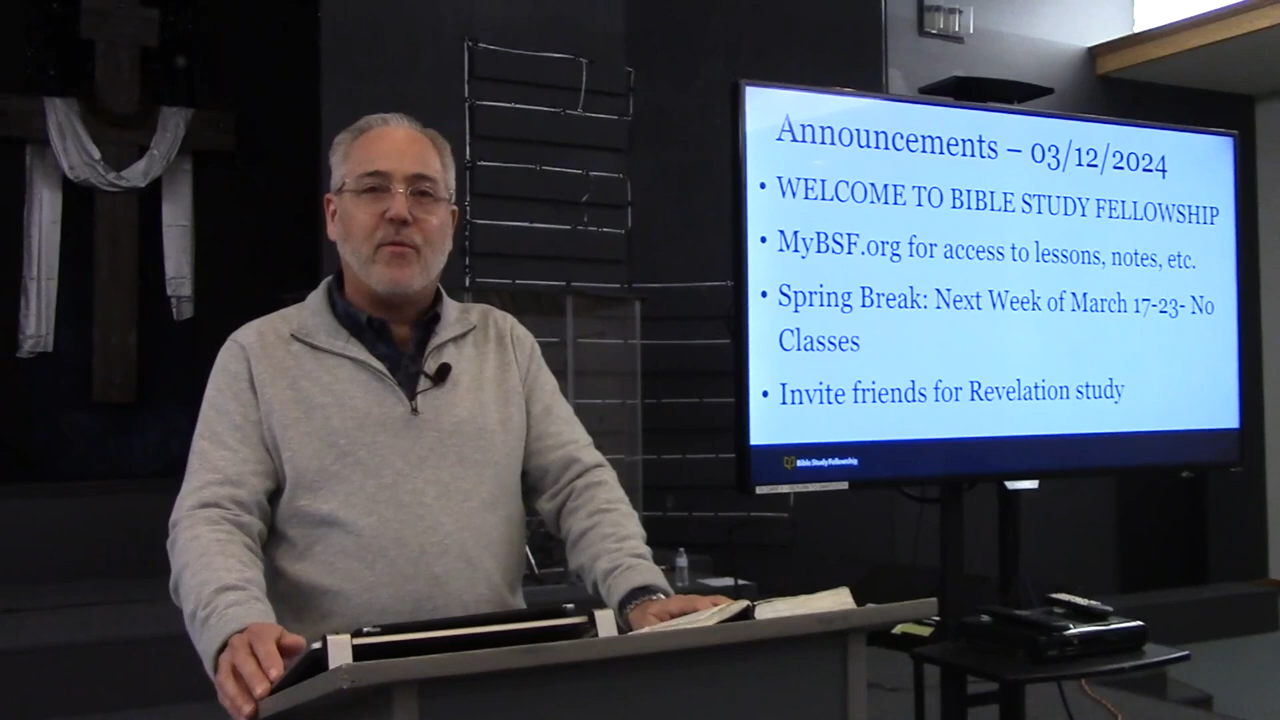 Announcements – 03/12/2024
• WELCOME TO BIBLE STUDY FELLOWSHIP
• MyBSF.org for access to lessons, notes, etc.
• Spring Break: Next Week of March 17-23- No
Classes
• Invite friends for Revelation study
Bible Study Fellowship